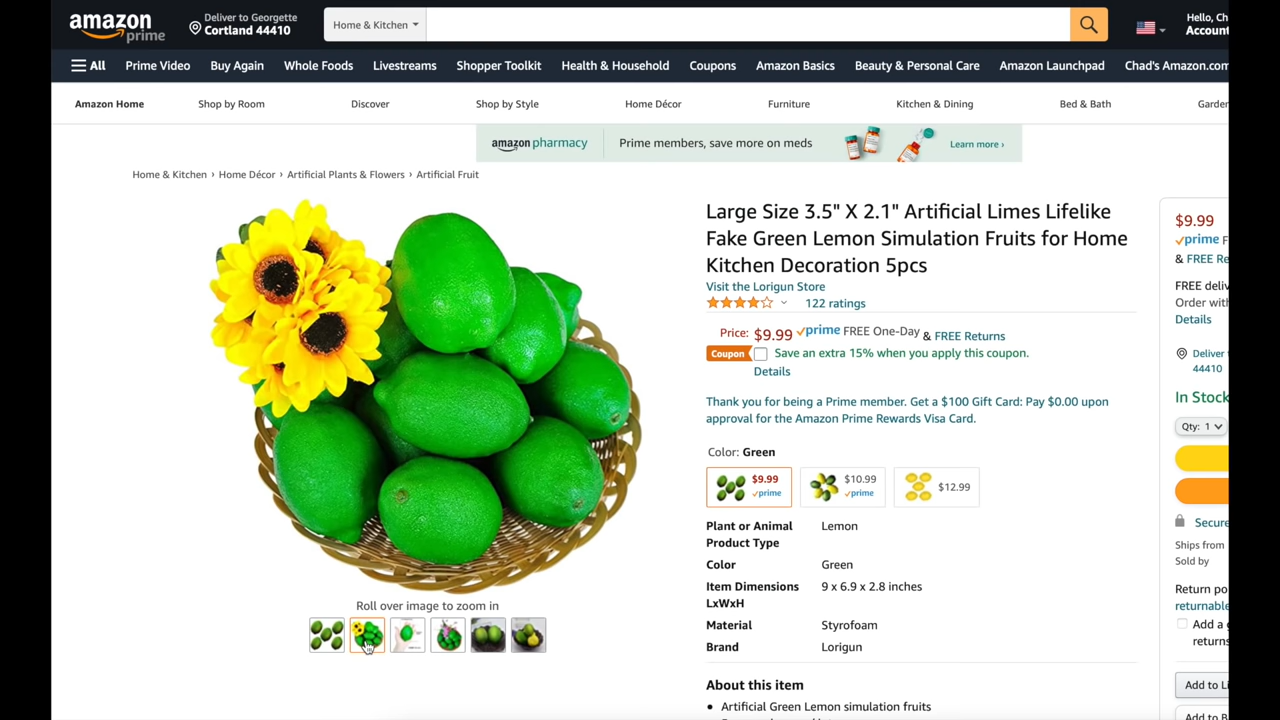 amazon
prime
Deliver to Georgette
Cortland 44410
Home & Kitchen
Hello, Ch
Account
All
Prime Video
Buy Again
Whole Foods
Livestreams
Shopper Toolkit
Health & Household
Coupons
Amazon Basics
Beauty & Personal Care
Amazon Launchpad
Chad's Amazon.com
Amazon Home
Shop by Room
Discover
Shop by Style
Home Décor
Furniture
Kitchen & Dining
Bed & Bath
Garden
amazon pharmacy
Prime members, save more on meds
Learn more ›
Home & Kitchen › Home Décor › Artificial Plants & Flowers › Artificial Fruit
Large Size 3.5" X 2.1" Artificial Limes Lifelike
Fake Green Lemon Simulation Fruits for Home
Kitchen Decoration 5pcs
Visit the Lorigun Store
122 ratings
Price: $9.99 prime FREE One-Day & FREE Returns
Coupon Save an extra 15% when you apply this coupon.
Details
Thank you for being a Prime member. Get a $100 Gift Card: Pay $0.00 upon
approval for the Amazon Prime Rewards Visa Card.
Color: Green
$9.99
prime
$10.99
prime
$12.99
Plant or Animal
Product Type
Lemon
Color
Green
Item Dimensions
LxWxH
9 x 6.9 x 2.8 inches
Material
Styrofoam
Brand
Lorigun
About this item
• Artificial Green Lemon simulation fruits
Roll over image to zoom in
$9.99
prime F
& FREE Re
FREE deliv
Order with
Details
Deliver
44410
In Stock
Qty: 1
Secure
Ships from
Sold by
Return po
returnable
Add a g
returns
Add to Li
Add to B